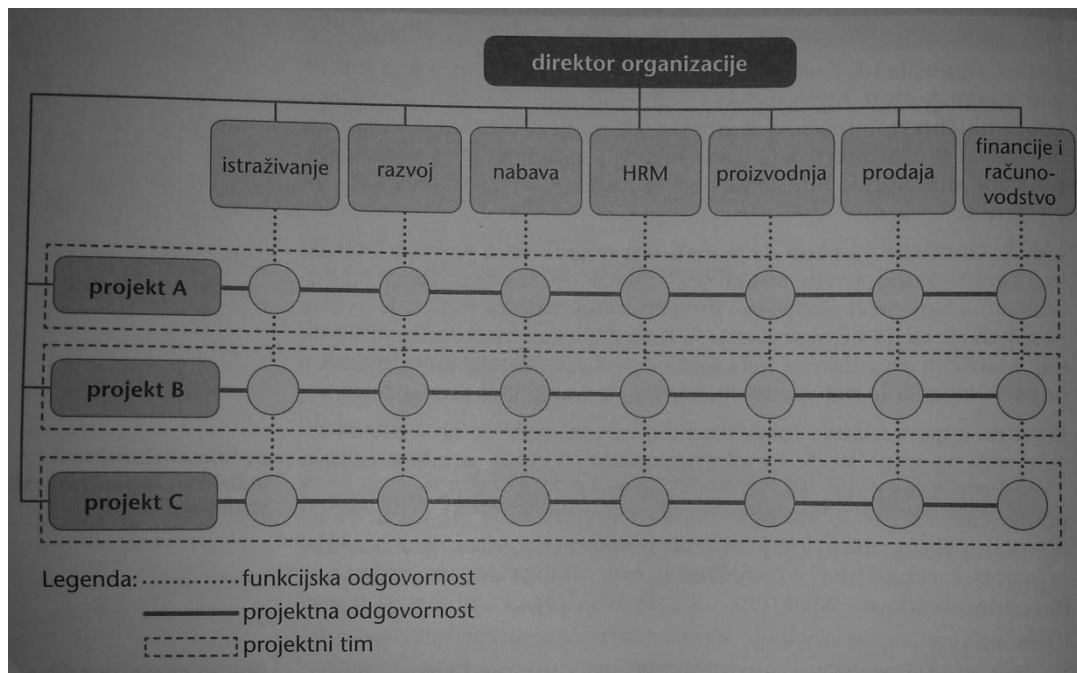 direktor organizacije
istraživanje
razvoj
nabava
HRM
proizvodnja
prodaja
financije i
računo-
vodstvo
projekt A
projekt B
projekt C
Legenda: ............ funkcijska odgovornost
projektna odgovornost
projektni tim